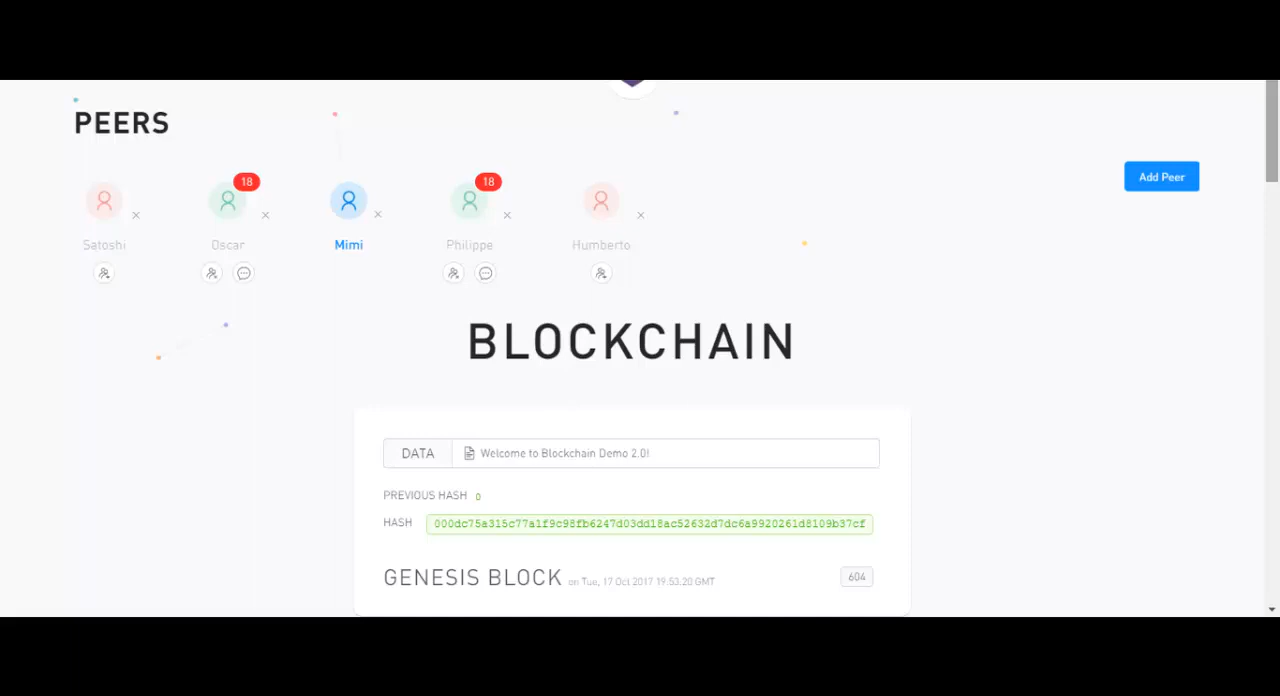 PEERS
18
18
Add Peer
Satoshi
Oscar
Mimi
Philippe
Humberto
BLOCKCHAIN
DATA
Welcome to Blockchain Demo 2.0!
PREVIOUS HASH 0
HASH 000dc75a315c77a1f9c98fb6247d03dd18ac52632d7dc6a9920261d8109b37cf
GENESIS BLOCK on Tue, 17 Oct 2017 19:53:20 GMT
604